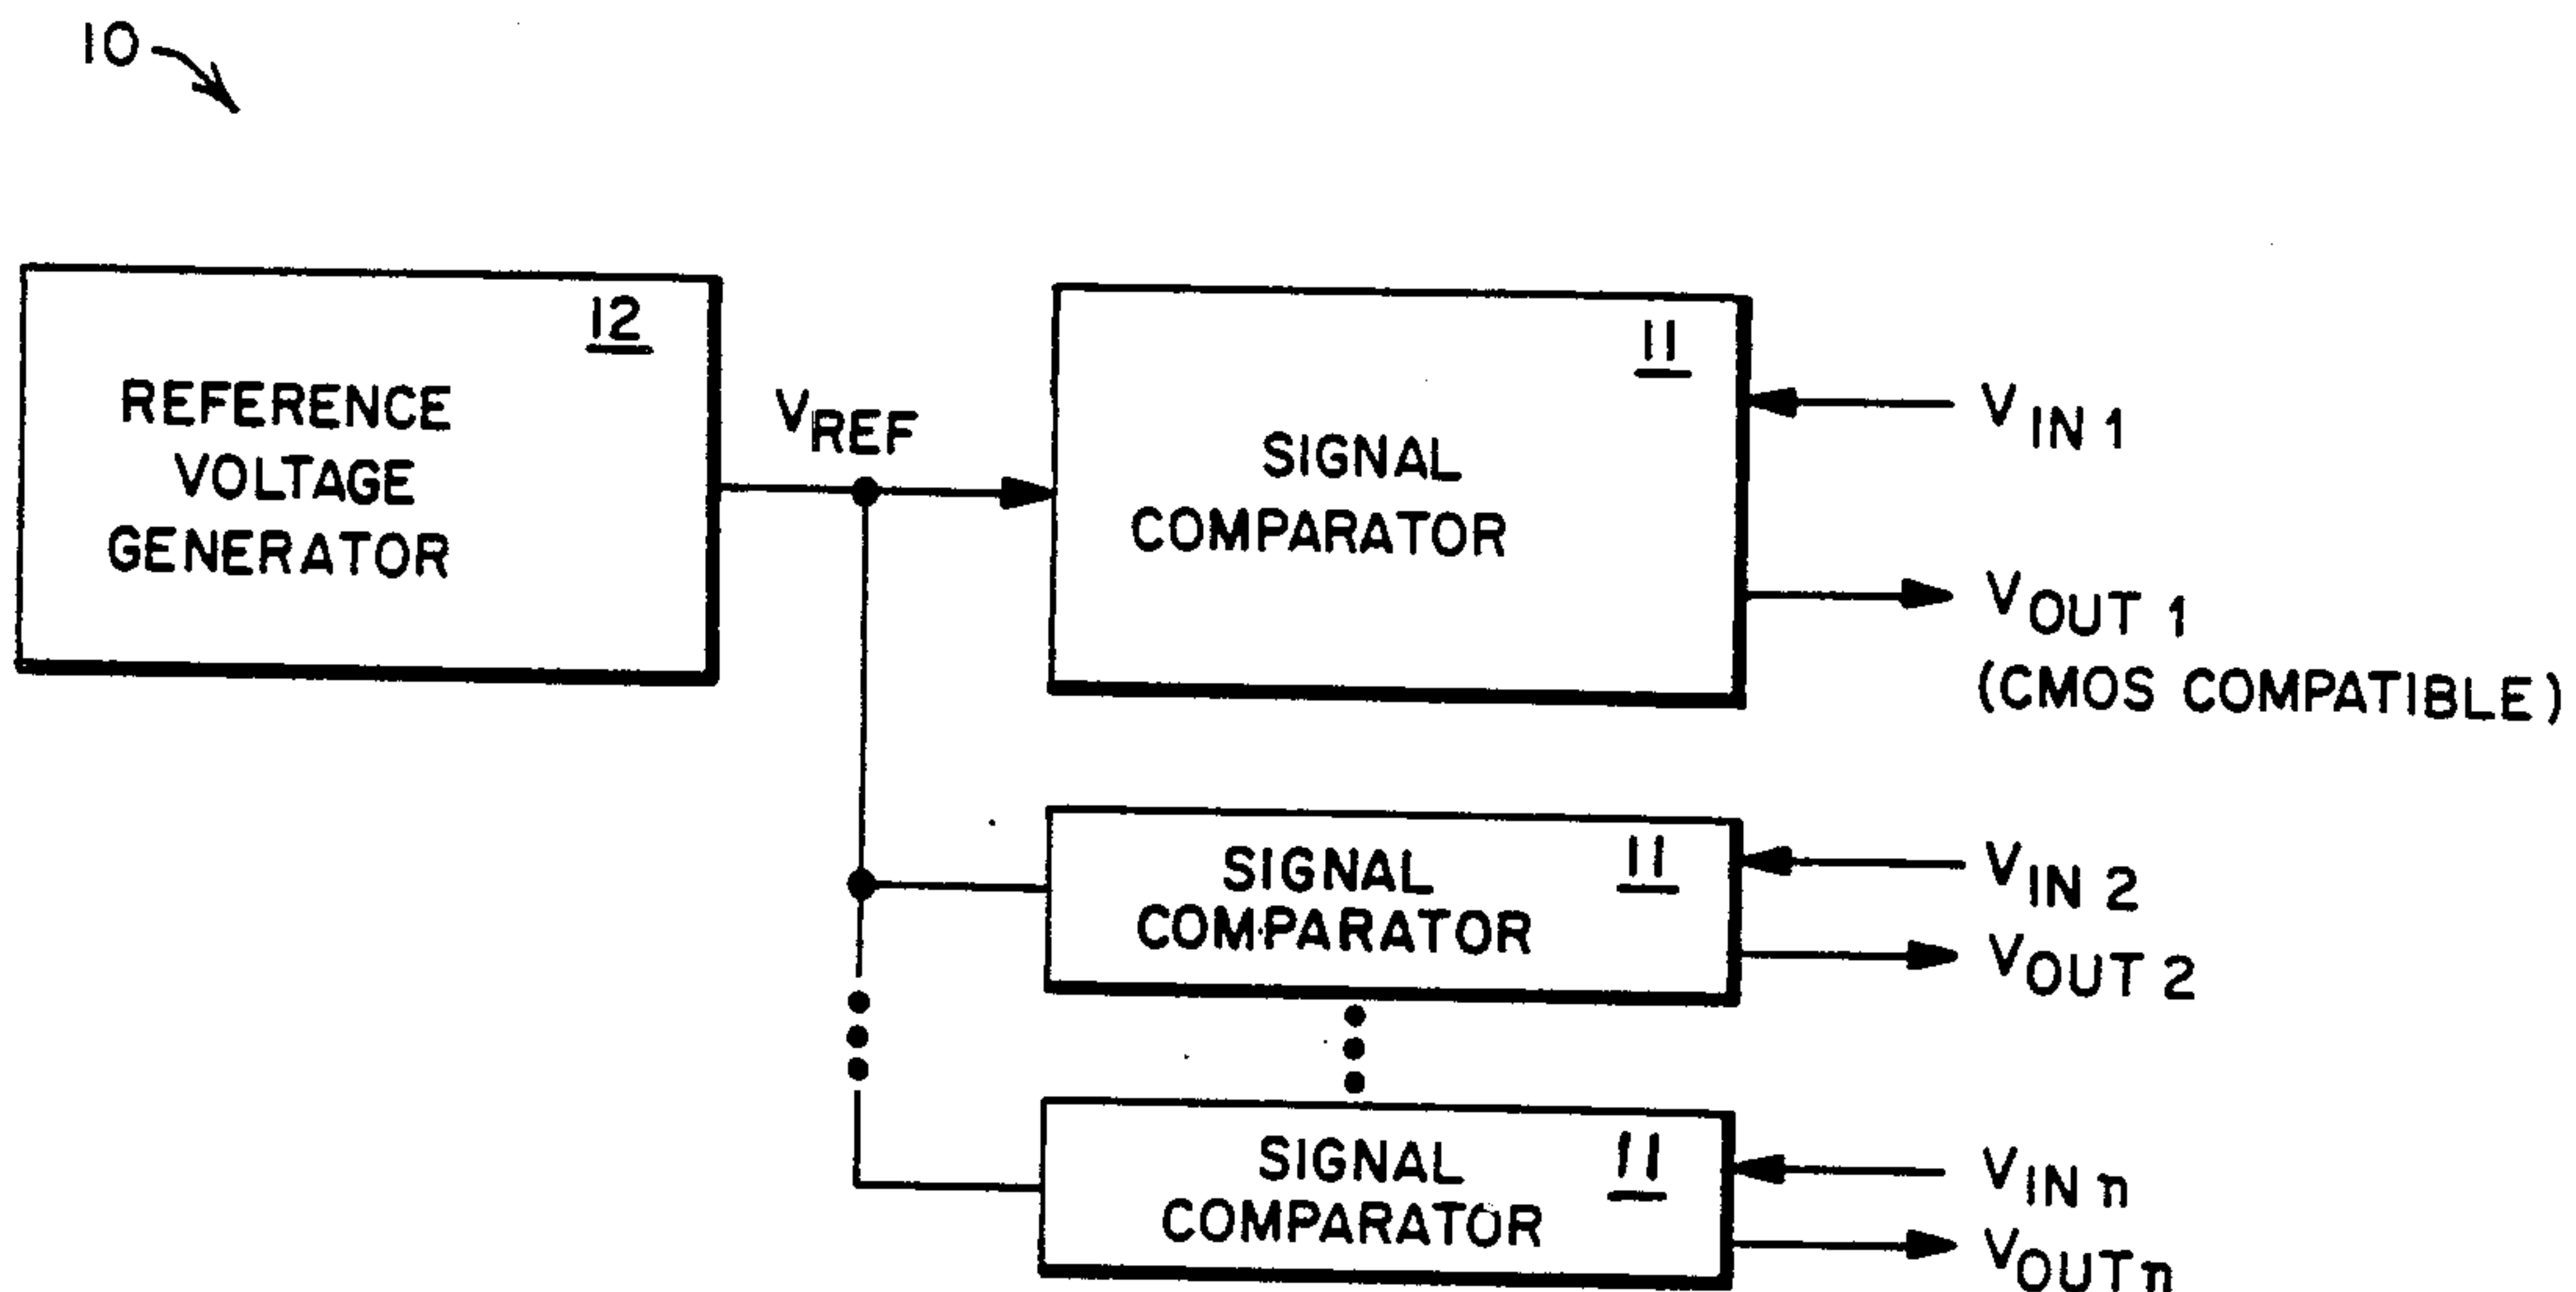 10
12
REFERENCE
VOLTAGE
GENERATOR
VREF
11
SIGNAL
COMPARATOR
VIN 1
VOUT 1
(CMOS COMPATIBLE)
11
SIGNAL
COMPARATOR
VIN 2
VOUT 2
11
SIGNAL
COMPARATOR
VIN n
VOUT n